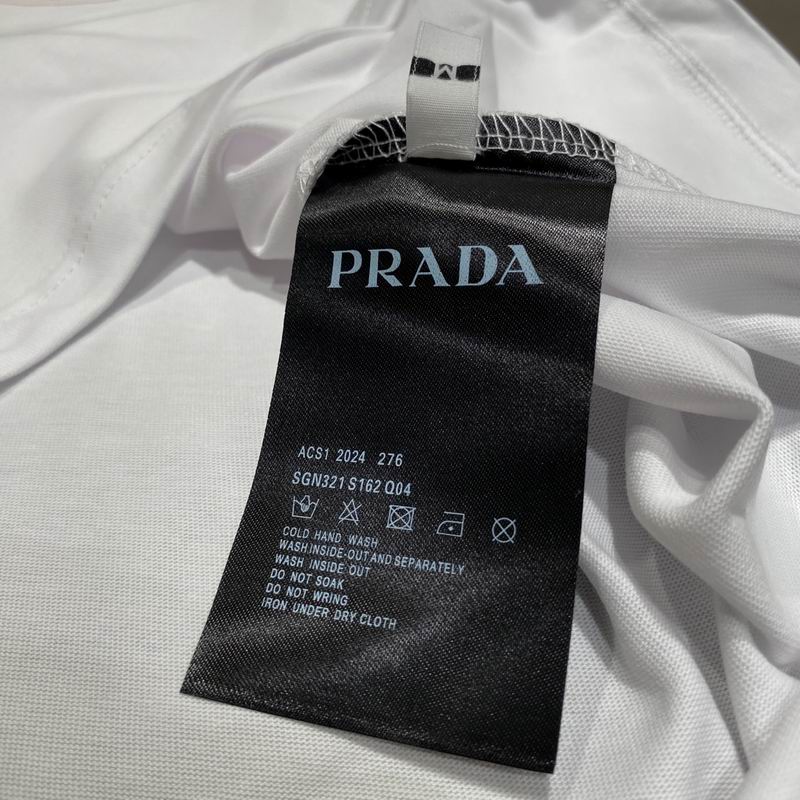 PRADA
ACS1 2024 276
SGN321 S162 Q04
COLD HAND WASH
WASH INSIDE-OUT AND SEPARATELY
WASH INSIDE OUT
DO NOT SOAK
DO NOT WRING
IRON UNDER DRY CLOTH